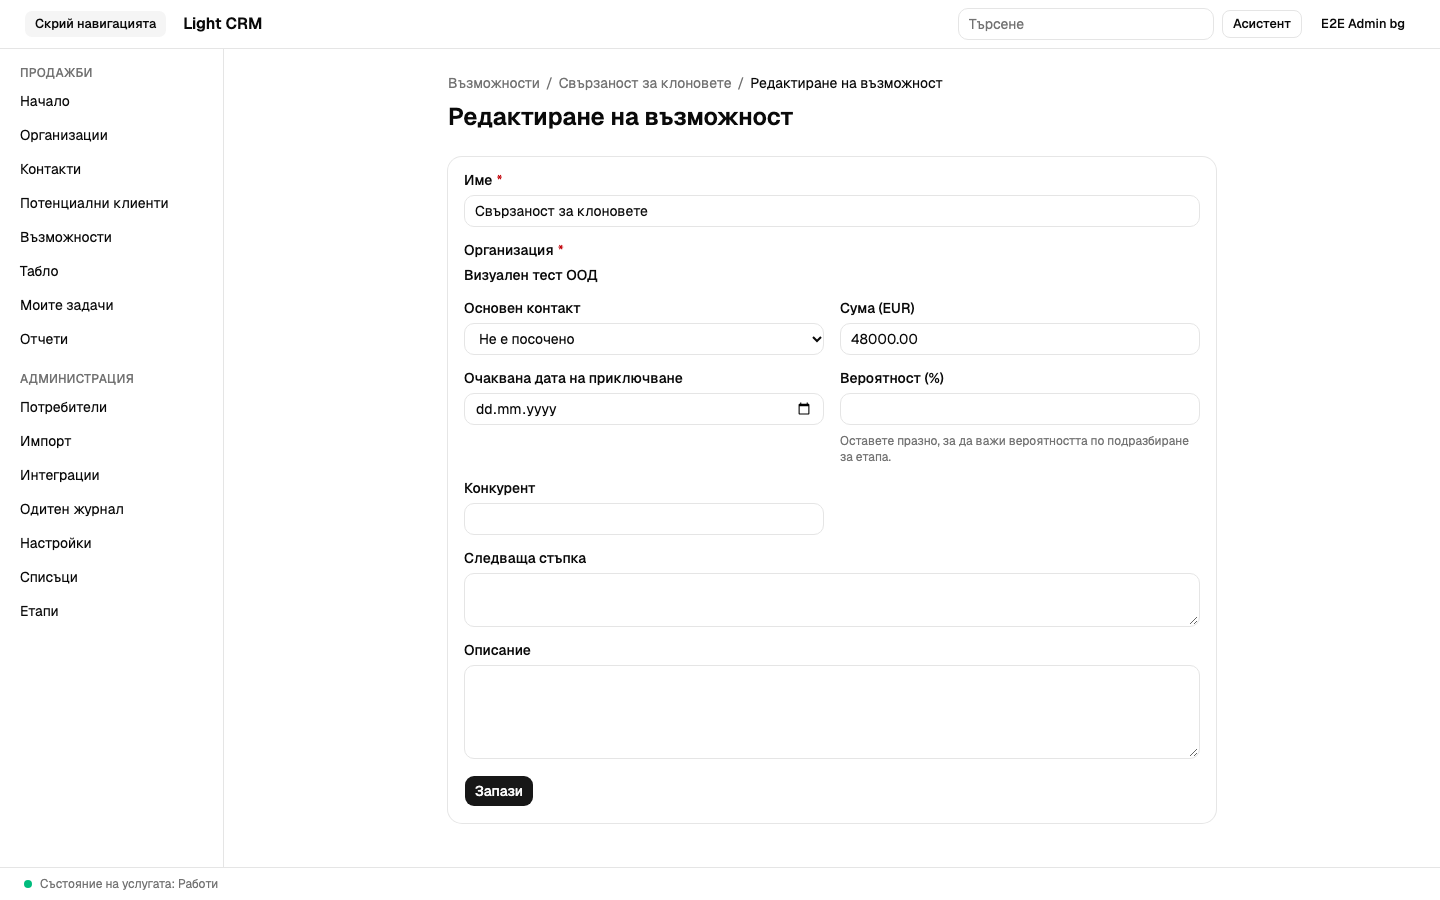 Скрий навигацията
Light CRM
Търсене
Асистент
E2E Admin bg
ПРОДАЖБИ
Начало
Организации
Контакти
Потенциални клиенти
Възможности
Табло
Моите задачи
Отчети
АДМИНИСТРАЦИЯ
Потребители
Импорт
Интеграции
Одитен журнал
Настройки
Списъци
Етапи
Възможности / Свързаност за клоновете / Редактиране на възможност
Редактиране на възможност
Име *
Свързаност за клоновете
Организация *
Визуален тест ООД
Основен контакт
Не е посочено
Сума (EUR)
48000.00
Очаквана дата на приключване
dd.mm.yyyy
Вероятност (%)
Оставете празно, за да важи вероятността по подразбиране
за етапа.
Конкурент
Следваща стъпка
Описание
Запази
Състояние на услугата: Работи